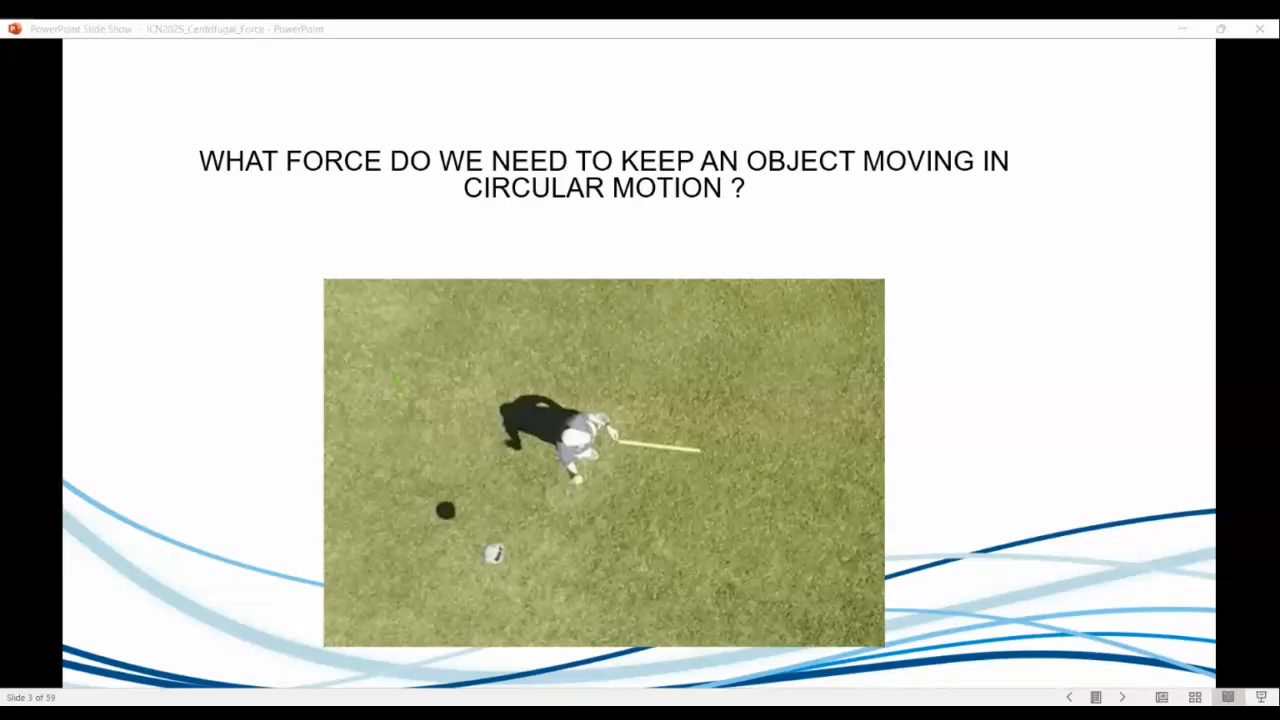 PowerPoint Slide Show - ICN2025_Centrifugal_Force - PowerPoint
WHAT FORCE DO WE NEED TO KEEP AN OBJECT MOVING IN
CIRCULAR MOTION ?
Slide 3 of 59